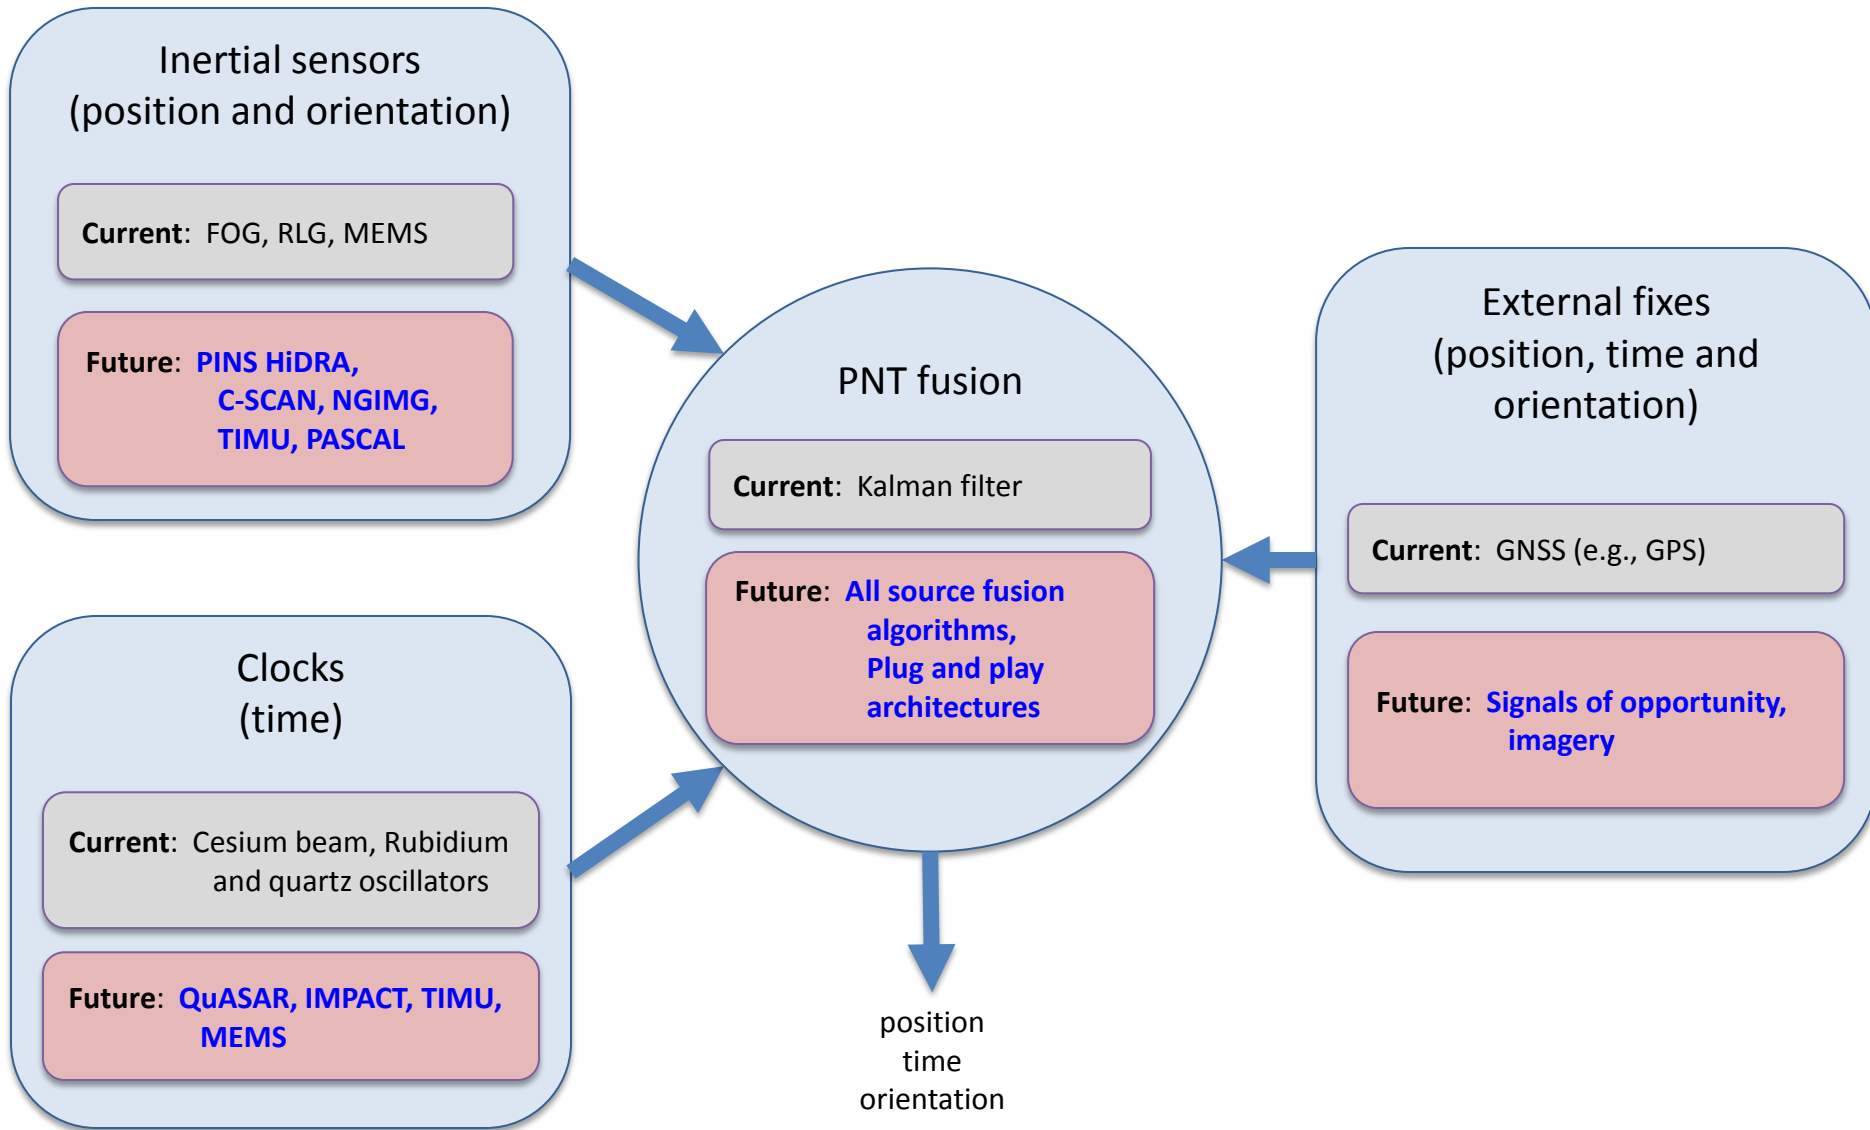 Inertial sensors
(position and orientation)
Current:  FOG, RLG, MEMS
Future:  PINS HiDRA,
C-SCAN, NGIMG,
TIMU, PASCAL
Clocks
(time)
Current:  Cesium beam, Rubidium
and quartz oscillators
Future:  QuASAR, IMPACT, TIMU,
MEMS
PNT fusion
Current:  Kalman filter
Future:  All source fusion
algorithms,
Plug and play
architectures
position
time
orientation
External fixes
(position, time and
orientation)
Current:  GNSS (e.g., GPS)
Future:  Signals of opportunity,
imagery